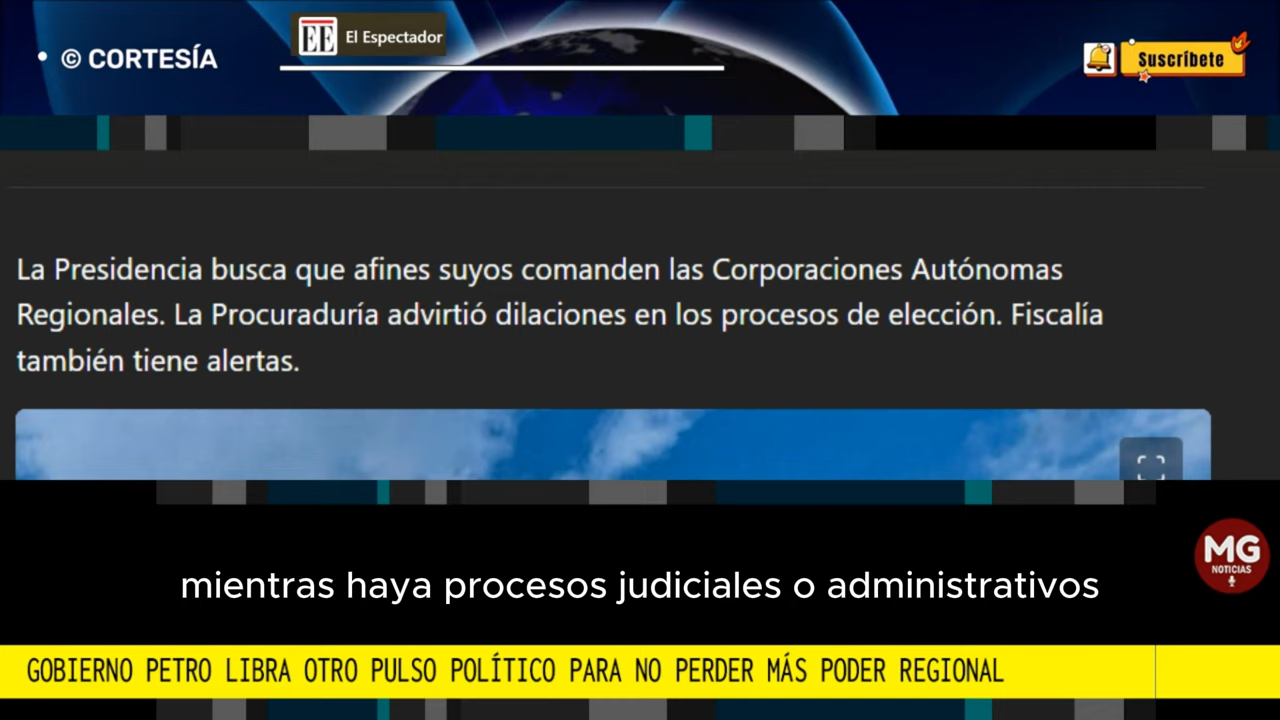 © CORTESÍA
EE El Espectador
Suscríbete
La Presidencia busca que afines suyos comanden las Corporaciones Autónomas
Regionales. La Procuraduría advirtió dilaciones en los procesos de elección. Fiscalía
también tiene alertas.
MG
NOTICIAS
mientras haya procesos judiciales o administrativos
GOBIERNO PETRO LIBRA OTRO PULSO POLÍTICO PARA NO PERDER MÁS PODER REGIONAL